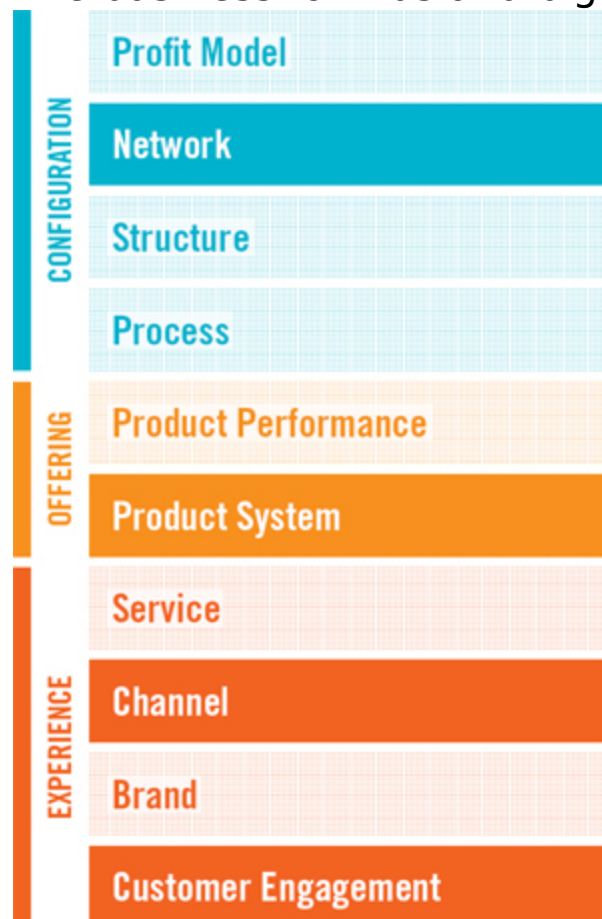 CONFIGURATION
Profit Model
Network
Structure
Process
OFFERING
Product Performance
Product System
EXPERIENCE
Service
Channel
Brand
Customer Engagement